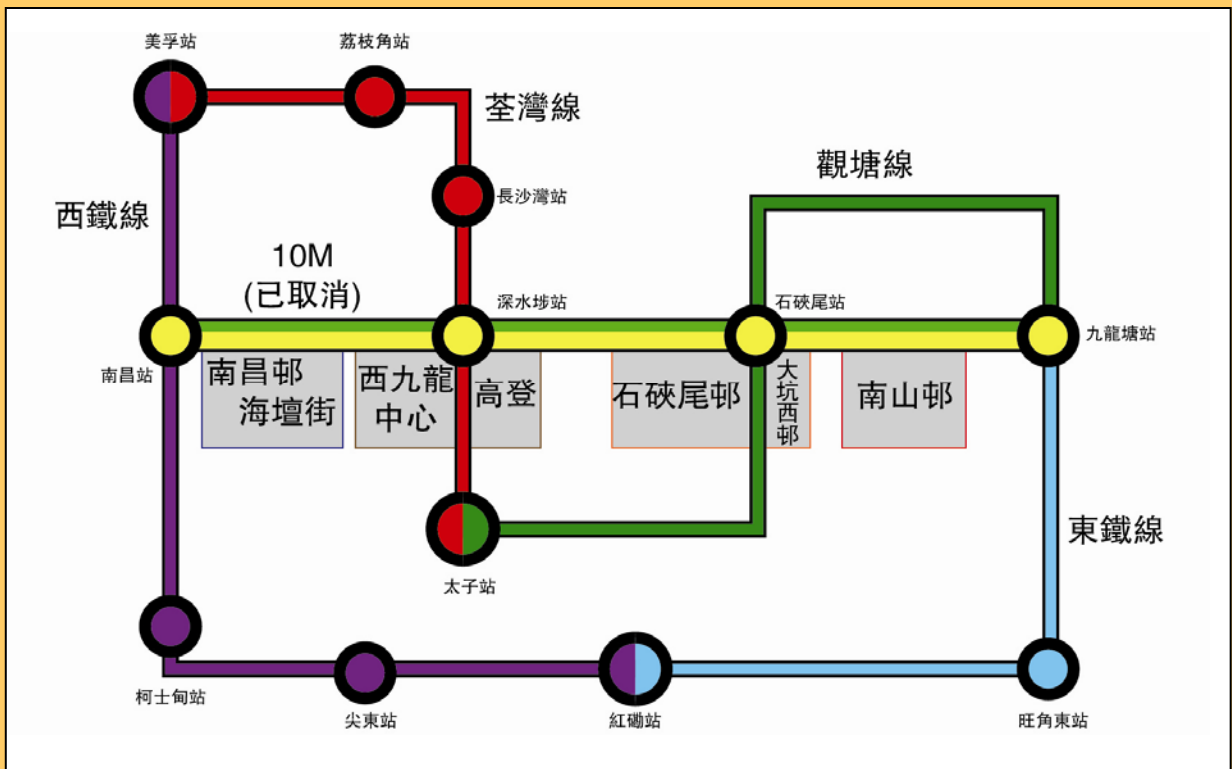 美孚站
荔枝角站
荃灣線
觀塘線
長沙灣站
西鐵線
10M
(已取消)
深水埗站
石硤尾站
九龍塘站
南昌站
南昌邨
海壇街
西九龍
中心
高登
石硤尾邨
大坑西邨
南山邨
東鐵線
太子站
柯士甸站
尖東站
紅磡站
旺角東站